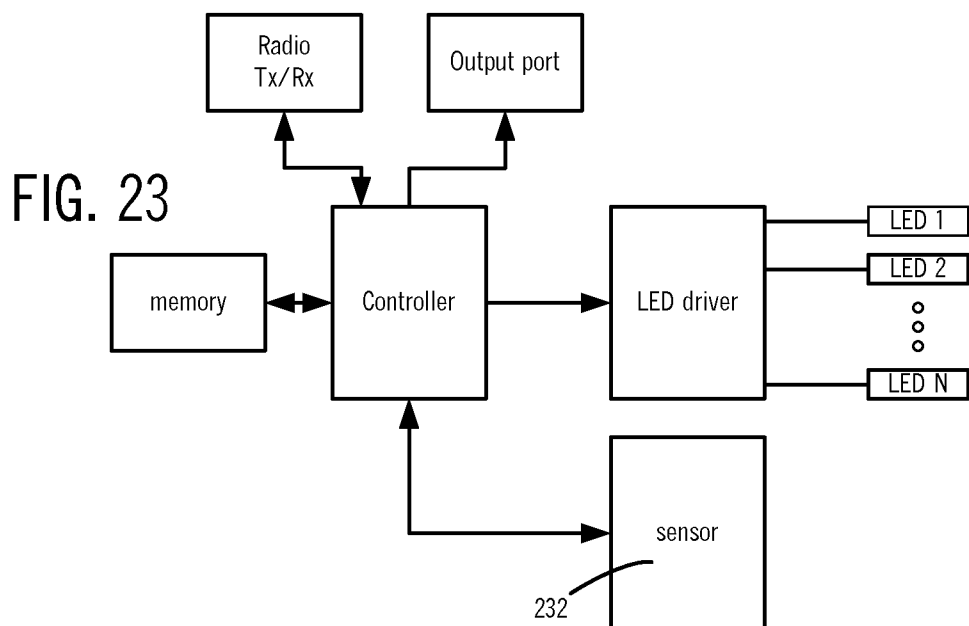 Radio
Tx/Rx
Output port
FIG. 23
memory
Controller
LED driver
LED 1
LED 2
LED N
sensor
232